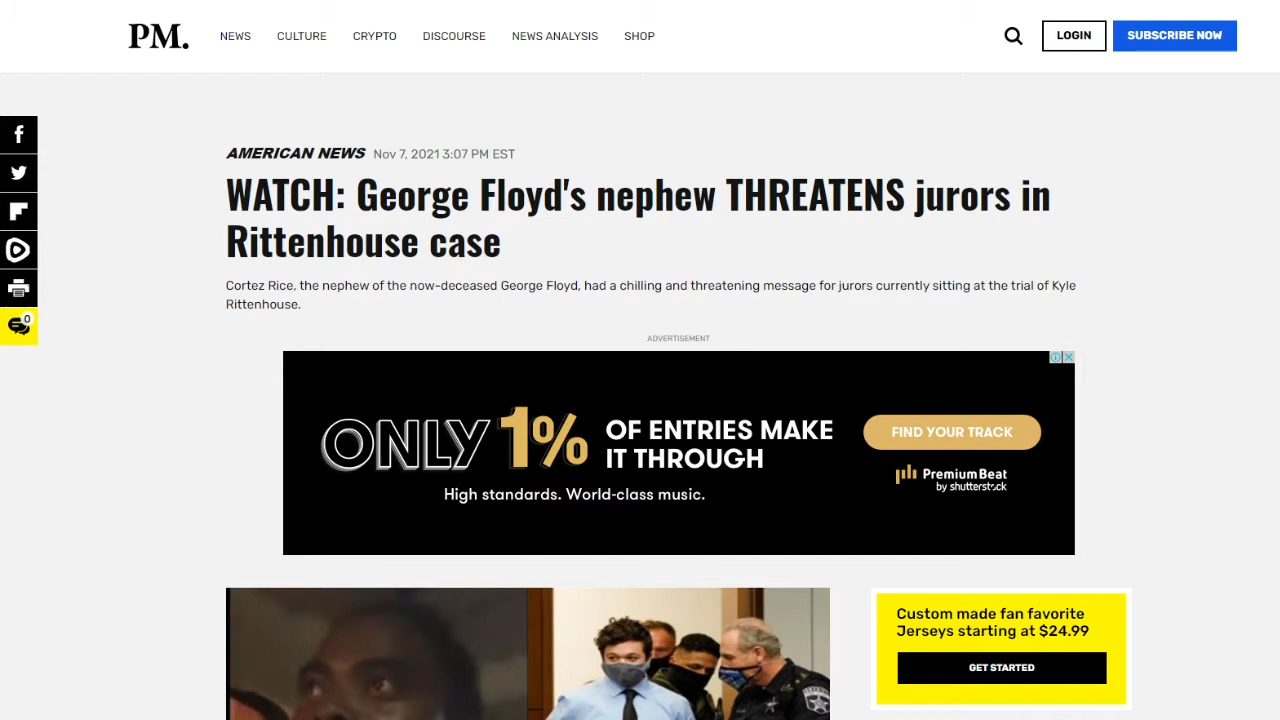 PM.
NEWS
CULTURE
CRYPTO
DISCOURSE
NEWS ANALYSIS
SHOP
LOGIN
SUBSCRIBE NOW
AMERICAN NEWS Nov 7, 2021 3:07 PM EST
WATCH: George Floyd's nephew THREATENS jurors in
Rittenhouse case
Cortez Rice, the nephew of the now-deceased George Floyd, had a chilling and threatening message for jurors currently sitting at the trial of Kyle
Rittenhouse.
0
ADVERTISEMENT
ONLY 1% OF ENTRIES MAKE
IT THROUGH
High standards. World-class music.
FIND YOUR TRACK
PremiumBeat
by shutterstock
Custom made fan favorite
Jerseys starting at $24.99
GET STARTED